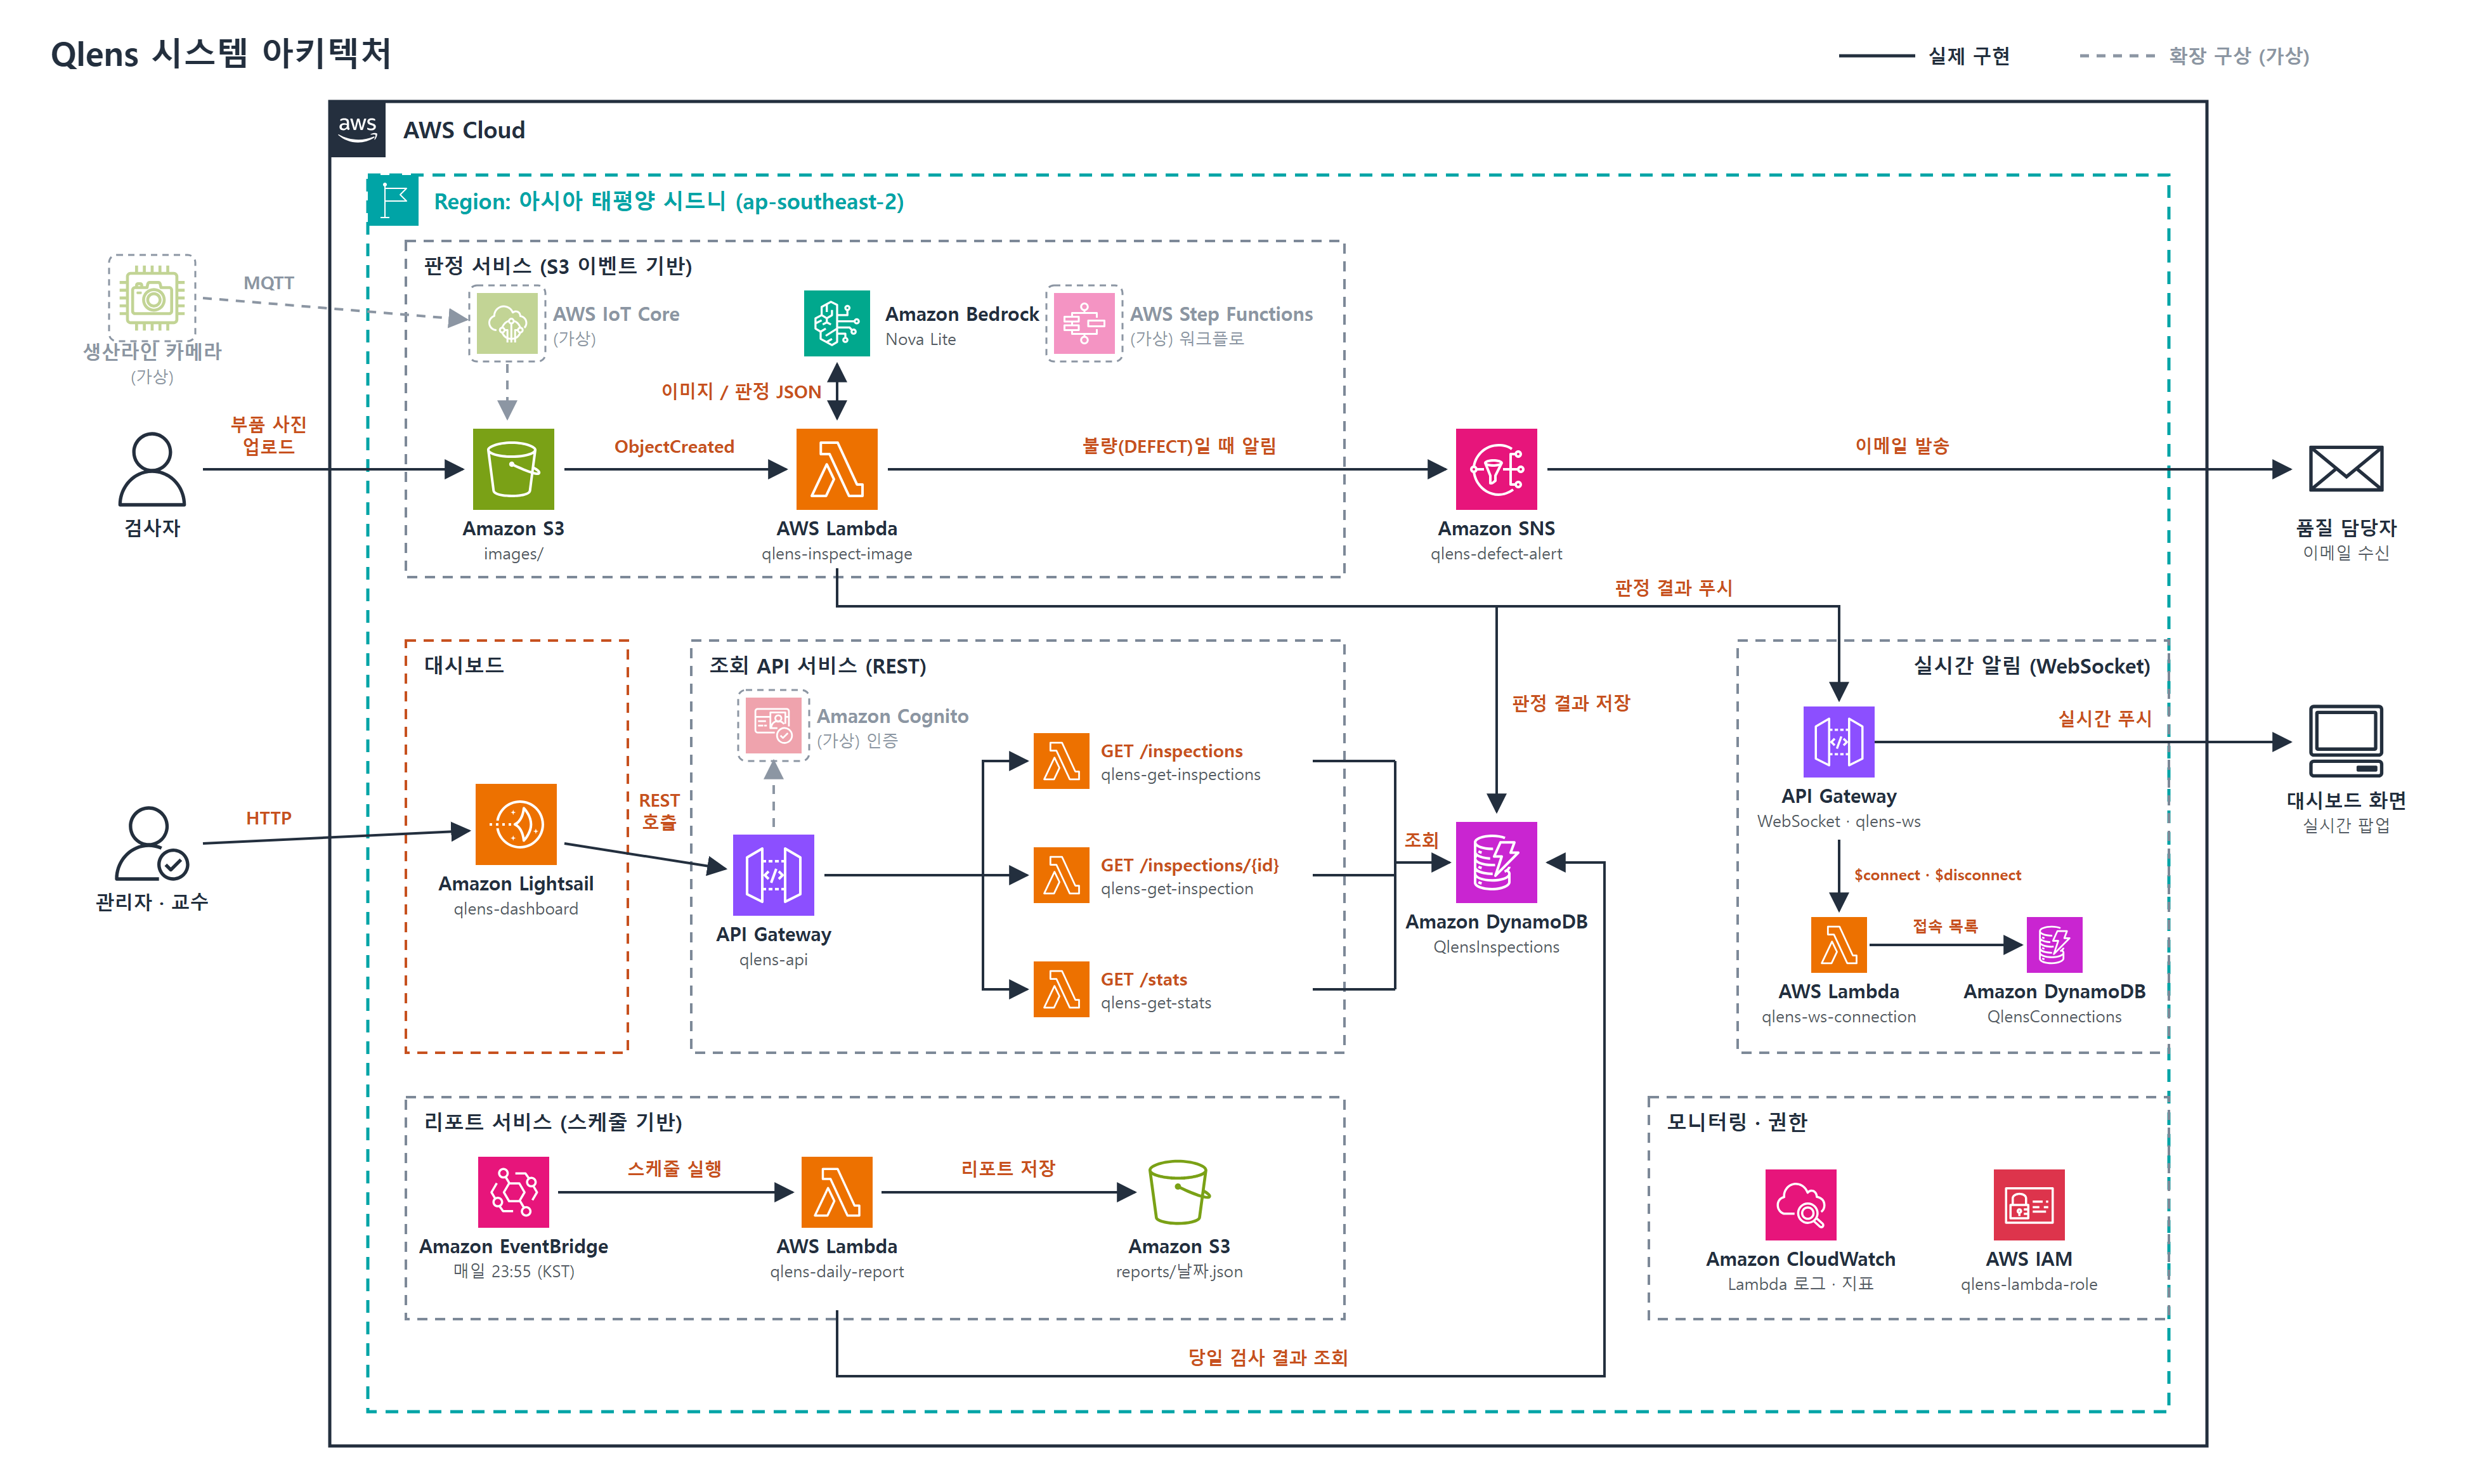 Qlens 시스템 아키텍처
실제 구현
확장 구상 (가상)
aws
AWS Cloud
Region: 아시아 태평양 시드니 (ap-southeast-2)
판정 서비스 (S3 이벤트 기반)
MQTT
생산라인 카메라
(가상)
AWS IoT Core
(가상)
Amazon Bedrock
Nova Lite
AWS Step Functions
(가상) 워크플로
이미지 / 판정 JSON
부품 사진
업로드
검사자
ObjectCreated
불량(DEFECT)일 때 알림
이메일 발송
Amazon S3
images/
AWS Lambda
qlens-inspect-image
Amazon SNS
qlens-defect-alert
품질 담당자
이메일 수신
판정 결과 푸시
판정 결과 저장
대시보드
조회 API 서비스 (REST)
실시간 알림 (WebSocket)
Amazon Cognito
(가상) 인증
HTTP
관리자 · 교수
Amazon Lightsail
qlens-dashboard
REST
호출
API Gateway
qlens-api
GET /inspections
qlens-get-inspections
GET /inspections/{id}
qlens-get-inspection
GET /stats
qlens-get-stats
조회
Amazon DynamoDB
QlensInspections
실시간 푸시
API Gateway
WebSocket · qlens-ws
대시보드 화면
실시간 팝업
$connect · $disconnect
접속 목록
AWS Lambda
qlens-ws-connection
Amazon DynamoDB
QlensConnections
리포트 서비스 (스케줄 기반)
스케줄 실행
리포트 저장
Amazon EventBridge
매일 23:55 (KST)
AWS Lambda
qlens-daily-report
Amazon S3
reports/날짜.json
당일 검사 결과 조회
모니터링 · 권한
Amazon CloudWatch
Lambda 로그 · 지표
AWS IAM
qlens-lambda-role